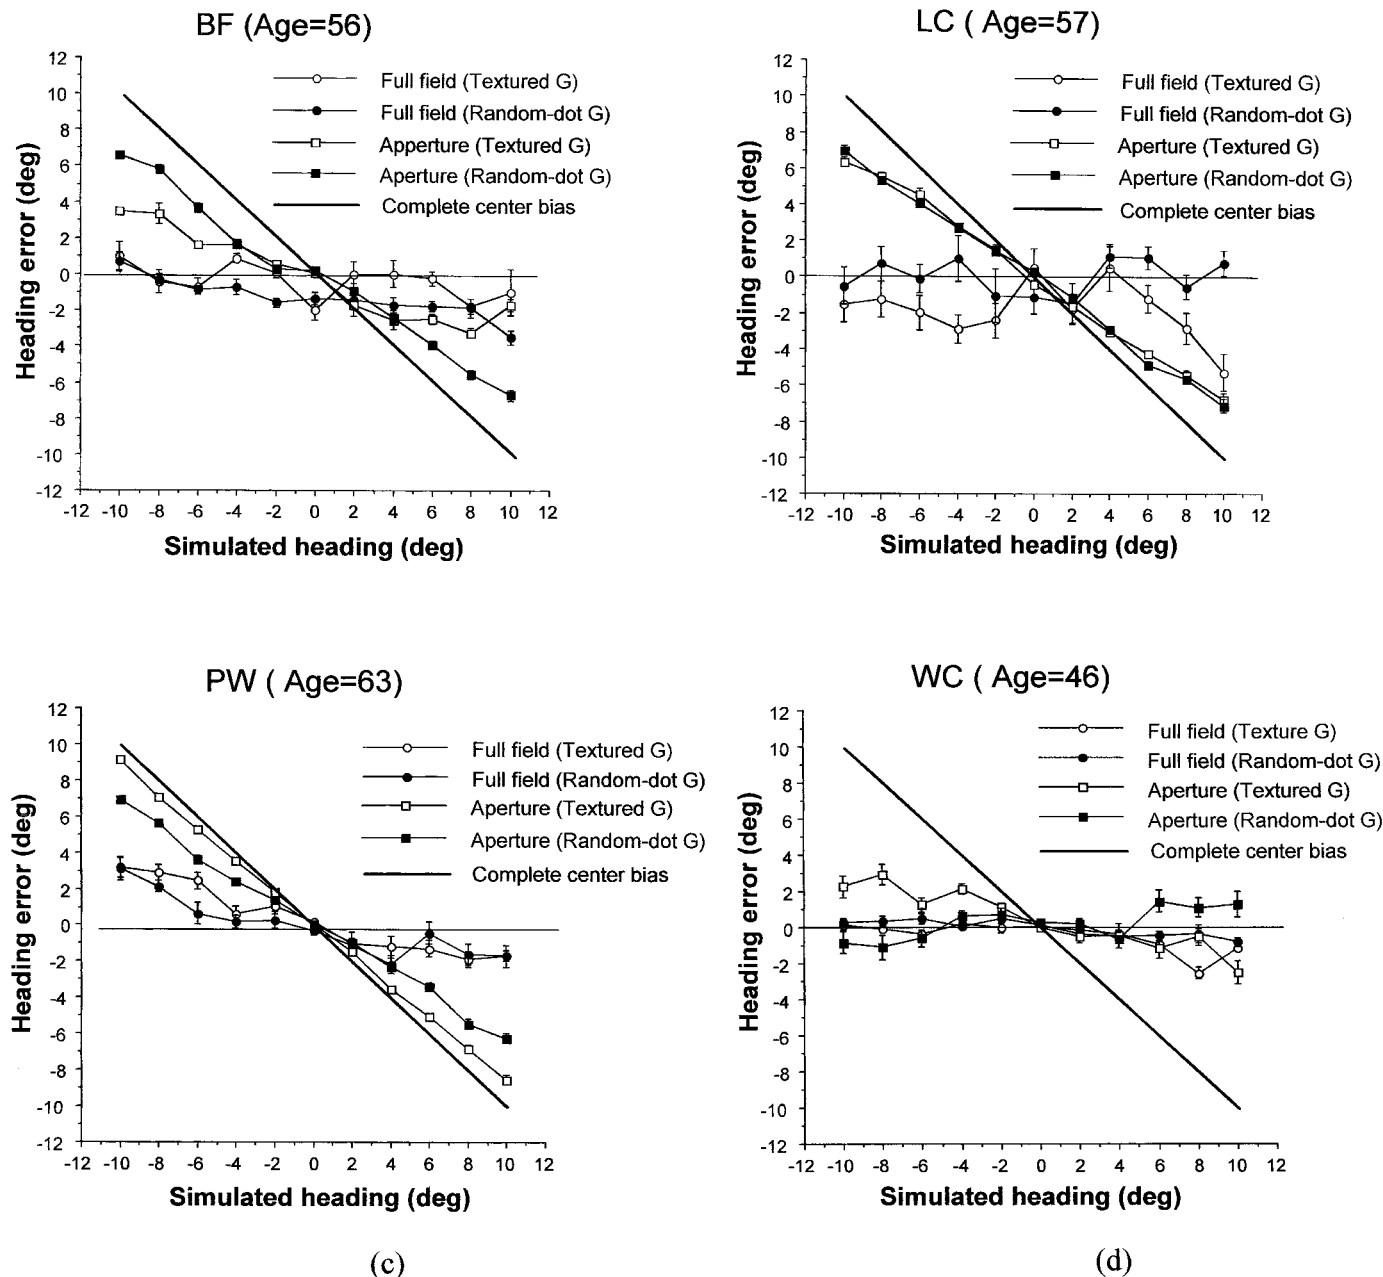 BF (Age=56)
12
10
8
6
4
2
0
-2
-4
-6
-8
-10
-12
Heading error (deg)
Full field (Textured G)
Full field (Random-dot G)
Apperture (Textured G)
Aperture (Random-dot G)
Complete center bias
-12 -10 -8 -6 -4 -2 0 2 4 6 8 10 12
Simulated heading (deg)
LC ( Age=57)
12
10
8
6
4
2
0
-2
-4
-6
-8
-10
-12
Heading error (deg)
Full field (Textured G)
Full field (Random-dot G)
Aperture (Textured G)
Aperture (Random-dot G)
Complete center bias
-12 -10 -8 -6 -4 -2 0 2 4 6 8 10 12
Simulated heading (deg)
PW ( Age=63)
12
10
8
6
4
2
0
-2
-4
-6
-8
-10
-12
Heading error (deg)
Full field (Textured G)
Full field (Random-dot G)
Aperture (Textured G)
Aperture (Random-dot G)
Complete center bias
-12 -10 -8 -6 -4 -2 0 2 4 6 8 10 12
Simulated heading (deg)
(c)
WC ( Age=46)
12
10
8
6
4
2
0
-2
-4
-6
-8
-10
-12
Heading error (deg)
Full field (Texture G)
Full field (Random-dot G)
Aperture (Textured G)
Aperture (Random-dot G)
Complete center bias
-12 -10 -8 -6 -4 -2 0 2 4 6 8 10 12
Simulated heading (deg)
(d)